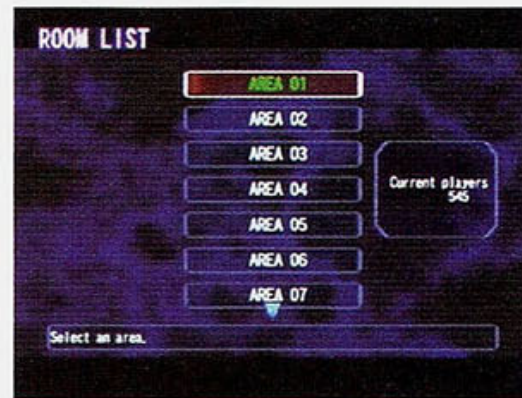 ROOM LIST
AREA 01
AREA 02
AREA 03
AREA 04
AREA 05
AREA 06
AREA 07
Current players
545
Select an area.